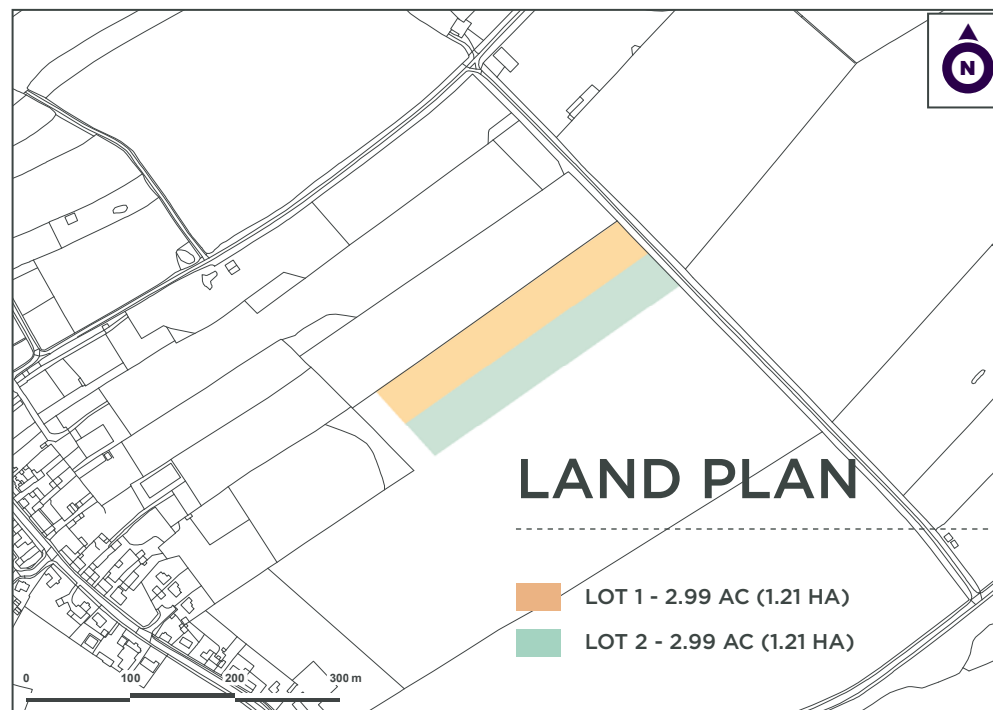 N
LAND PLAN
LOT 1 - 2.99 AC (1.21 HA)
LOT 2 - 2.99 AC (1.21 HA)
0 100 200 300 m